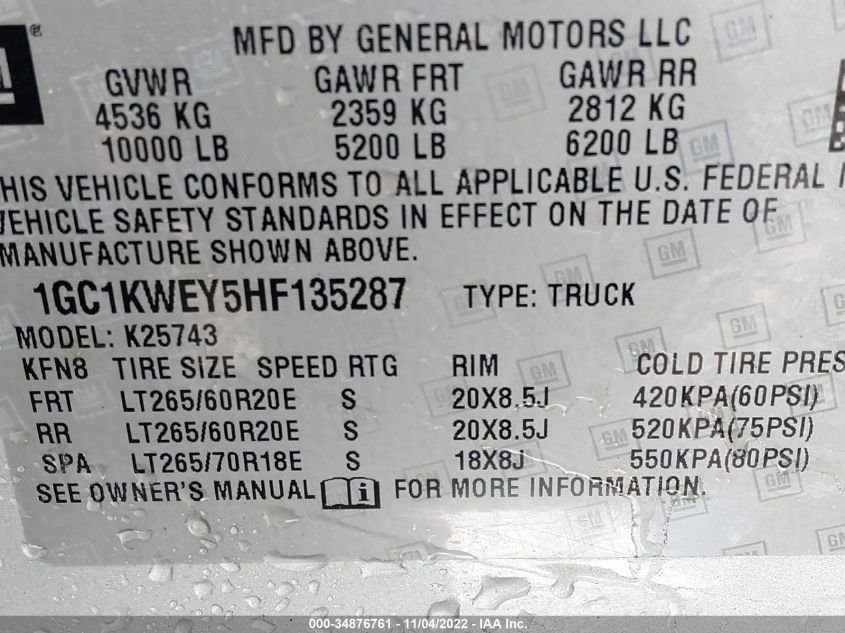 MFD BY GENERAL MOTORS LLC
GVWR GAWR FRT GAWR RR
4536 KG 2359 KG 2812 KG
10000 LB 5200 LB 6200 LB
HIS VEHICLE CONFORMS TO ALL APPLICABLE U.S. FEDERAL
VEHICLE SAFETY STANDARDS IN EFFECT ON THE DATE OF
MANUFACTURE SHOWN ABOVE.
1GC1KWEY5HF135287 TYPE: TRUCK
MODEL: K25743
KFN8 TIRE SIZE SPEED RTG RIM COLD TIRE PRES
FRT LT265/60R20E S 20X8.5J 420KPA(60PSI)
RR LT265/60R20E S 20X8.5J 520KPA(75PSI)
SPA LT265/70R18E S 18X8J 550KPA(80PSI)
SEE OWNER'S MANUAL i FOR MORE INFORMATION.
000-34876761 - 11/04/2022 - IAA Inc.